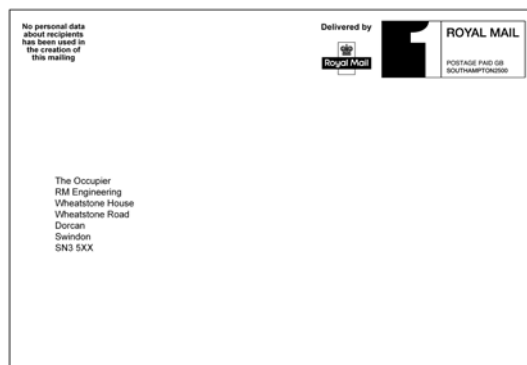 No personal data
about recipients
has been used in
the creation of
this mailing
Delivered by
Royal Mail
1
ROYAL MAIL
POSTAGE PAID GB
SOUTHAMPTON2500
The Occupier
RM Engineering
Wheatstone House
Wheatstone Road
Dorcan
Swindon
SN3 5XX